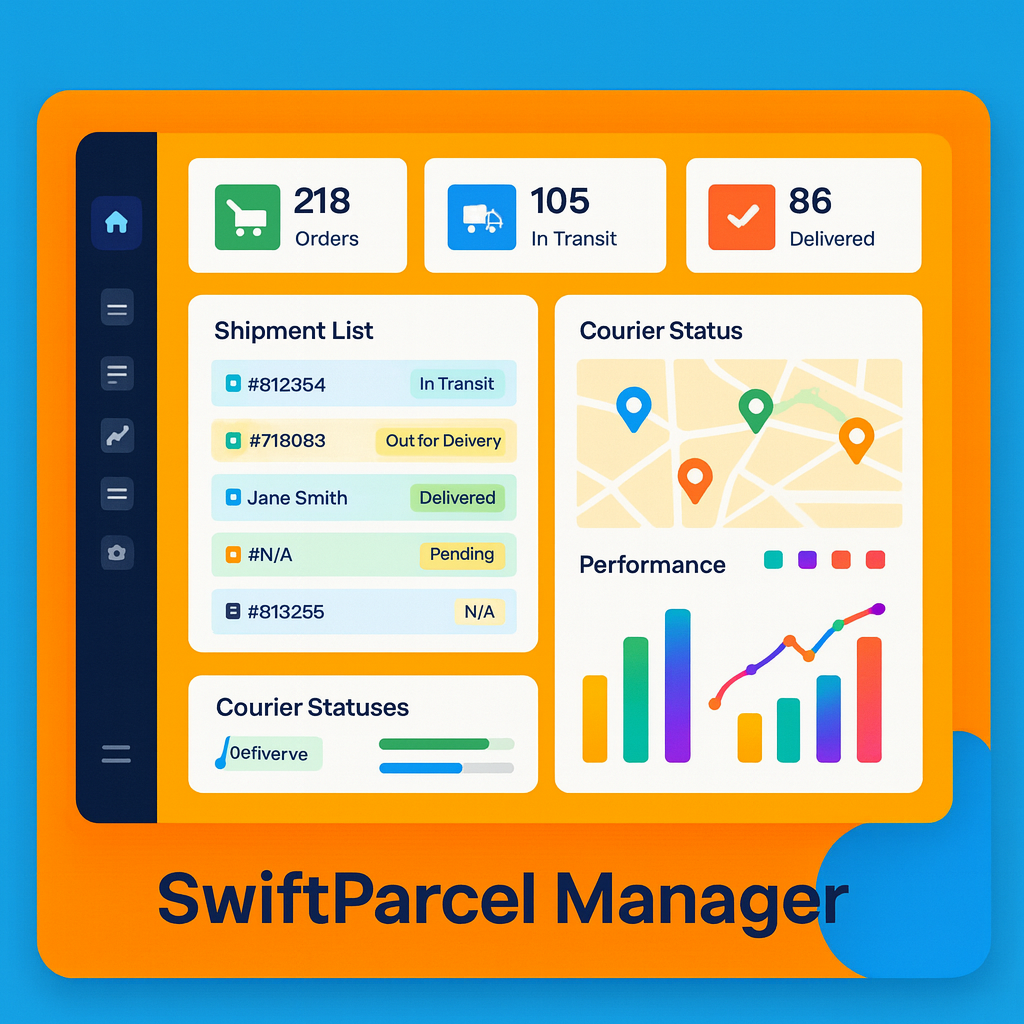 218
Orders
105
In Transit
86
Delivered
Shipment List
#812354 In Transit
#718083 Out for Deivery
Jane Smith Delivered
#N/A Pending
#813255 N/A
Courier Statuses
0efiverve
Courier Status
Performance
SwiftParcel Manager